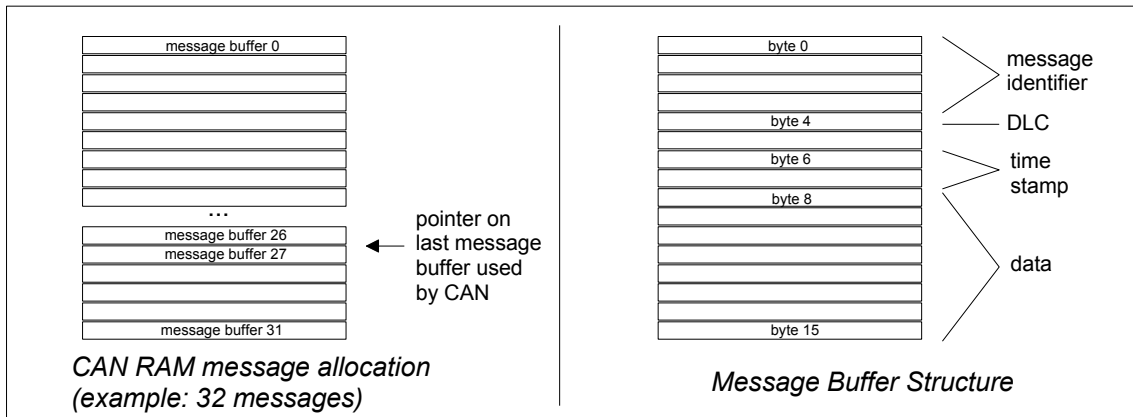 message buffer 0
...
message buffer 26
message buffer 27
message buffer 31
pointer on
last message
buffer used
by CAN
CAN RAM message allocation
(example: 32 messages)
byte 0
byte 4
byte 6
byte 8
byte 15
message
identifier
DLC
time
stamp
data
Message Buffer Structure